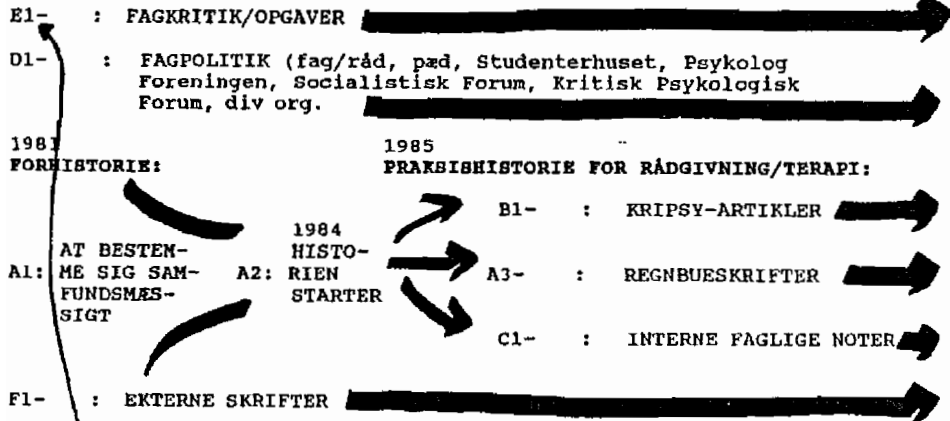 E1- : FAGKRITIK/OPGAVER
D1- : FAGPOLITIK (fag/råd, pæd, Studenterhuset, Psykolog
Foreningen, Socialistisk Forum, Kritisk Psykologisk
Forum, div org.
1981
FORHISTORIE:
1985
PRAKSISHISTORIE FOR RÅDGIVNING/TERAPI:
A1: AT BESTEM-
ME SIG SAM-
FUNDSMÆS-
SIGT
1984
A2: HISTO-
RIEN
STARTER
B1- : KRIPSY-ARTIKLER
A3- : REGNBUESKRIFTER
C1- : INTERNE FAGLIGE NOTER
F1- : EKTERNE SKRIFTER